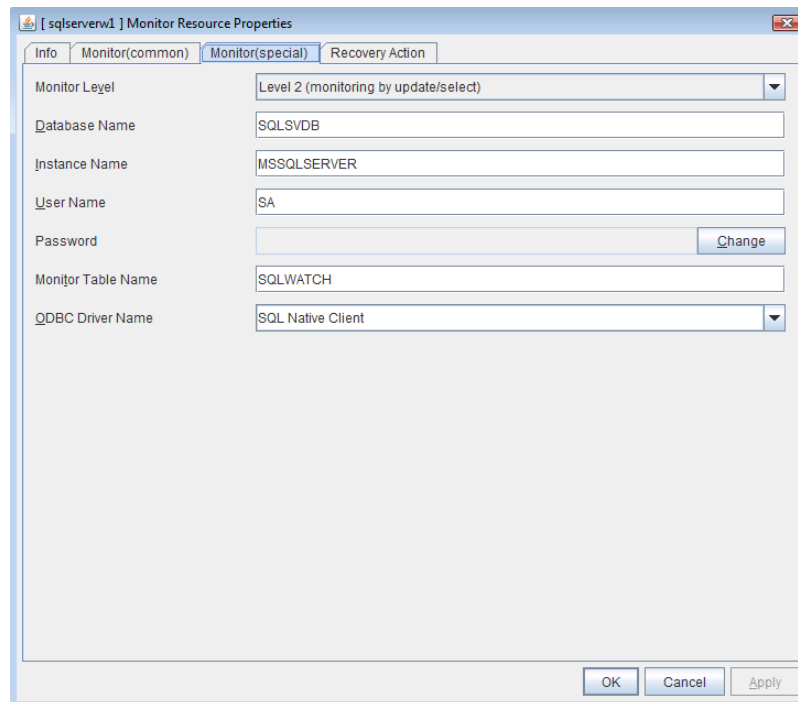 [ sqlserverw1 ] Monitor Resource Properties
Info Monitor(common) Monitor(special) Recovery Action
Monitor Level Level 2 (monitoring by update/select)
Database Name SQLSVDB
Instance Name MSSQLSERVER
User Name SA
Password Change
Monitor Table Name SQLWATCH
ODBC Driver Name SQL Native Client
OK Cancel Apply